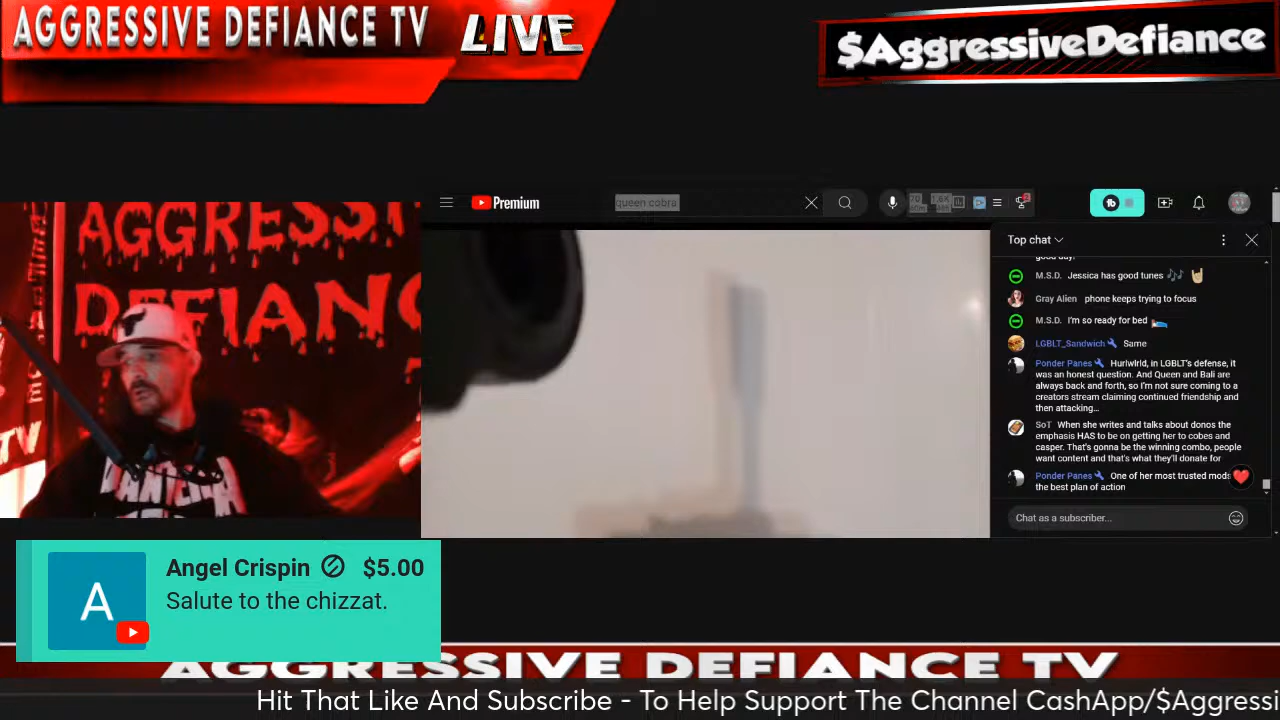 AGGRESSIVE DEFIANCE TV LIVE
$AggressiveDefiance
AGGRESSI
DEFIANC
TV
Premium
queen cobra
Top chat
good day!
M.S.D. Jessica has good tunes 🎶 🤘
Gray Alien phone keeps trying to focus
M.S.D. I'm so ready for bed 🛌
LGBLT_Sandwich Same
Ponder Panes Hurlwlrld, in LGBLT's defense, it
was an honest question. And Queen and Bali are
always back and forth, so I'm not sure coming to a
creators stream claiming continued friendship and
then attacking...
SoT When she writes and talks about donos the
emphasis HAS to be on getting her to cobes and
casper. That's gonna be the winning combo, people
want content and that's what they'll donate for
Ponder Panes One of her most trusted mods
the best plan of action
Chat as a subscriber...
A
Angel Crispin $5.00
Salute to the chizzat.
AGGRESSIVE DEFIANCE TV
Hit That Like And Subscribe - To Help Support The Channel CashApp/$Aggressi